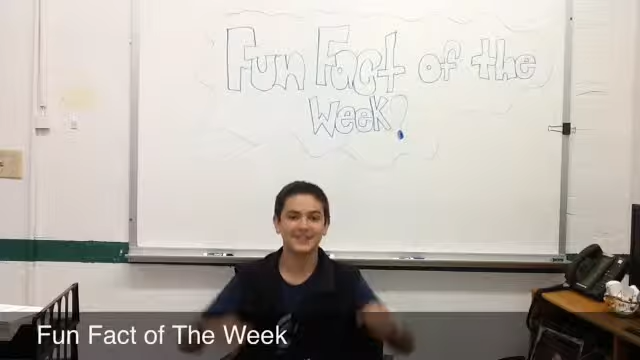 Fun Fact of the
Week!
Fun Fact of The Week